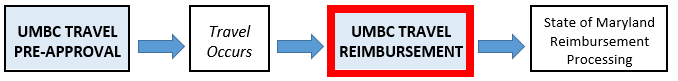 UMBC TRAVEL
PRE-APPROVAL
Travel
Occurs
UMBC TRAVEL
REIMBURSEMENT
State of Maryland
Reimbursement
Processing